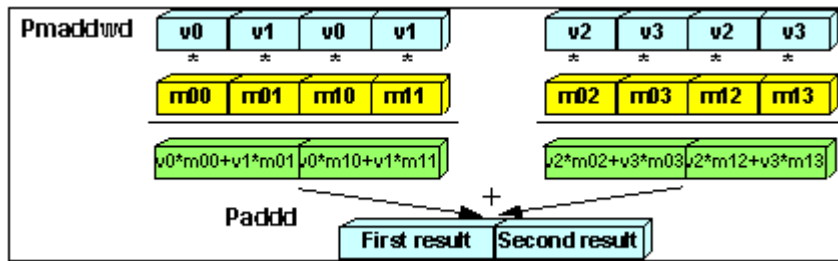 Pmaddwd v0 v1 v0 v1 v2 v3 v2 v3
* * * * * * * *
m00 m01 m10 m11 m02 m03 m12 m13
v0*m00+v1*m01 v0*m10+v1*m11 v2*m02+v3*m03 v2*m12+v3*m13
+
Paddd
First result Second result